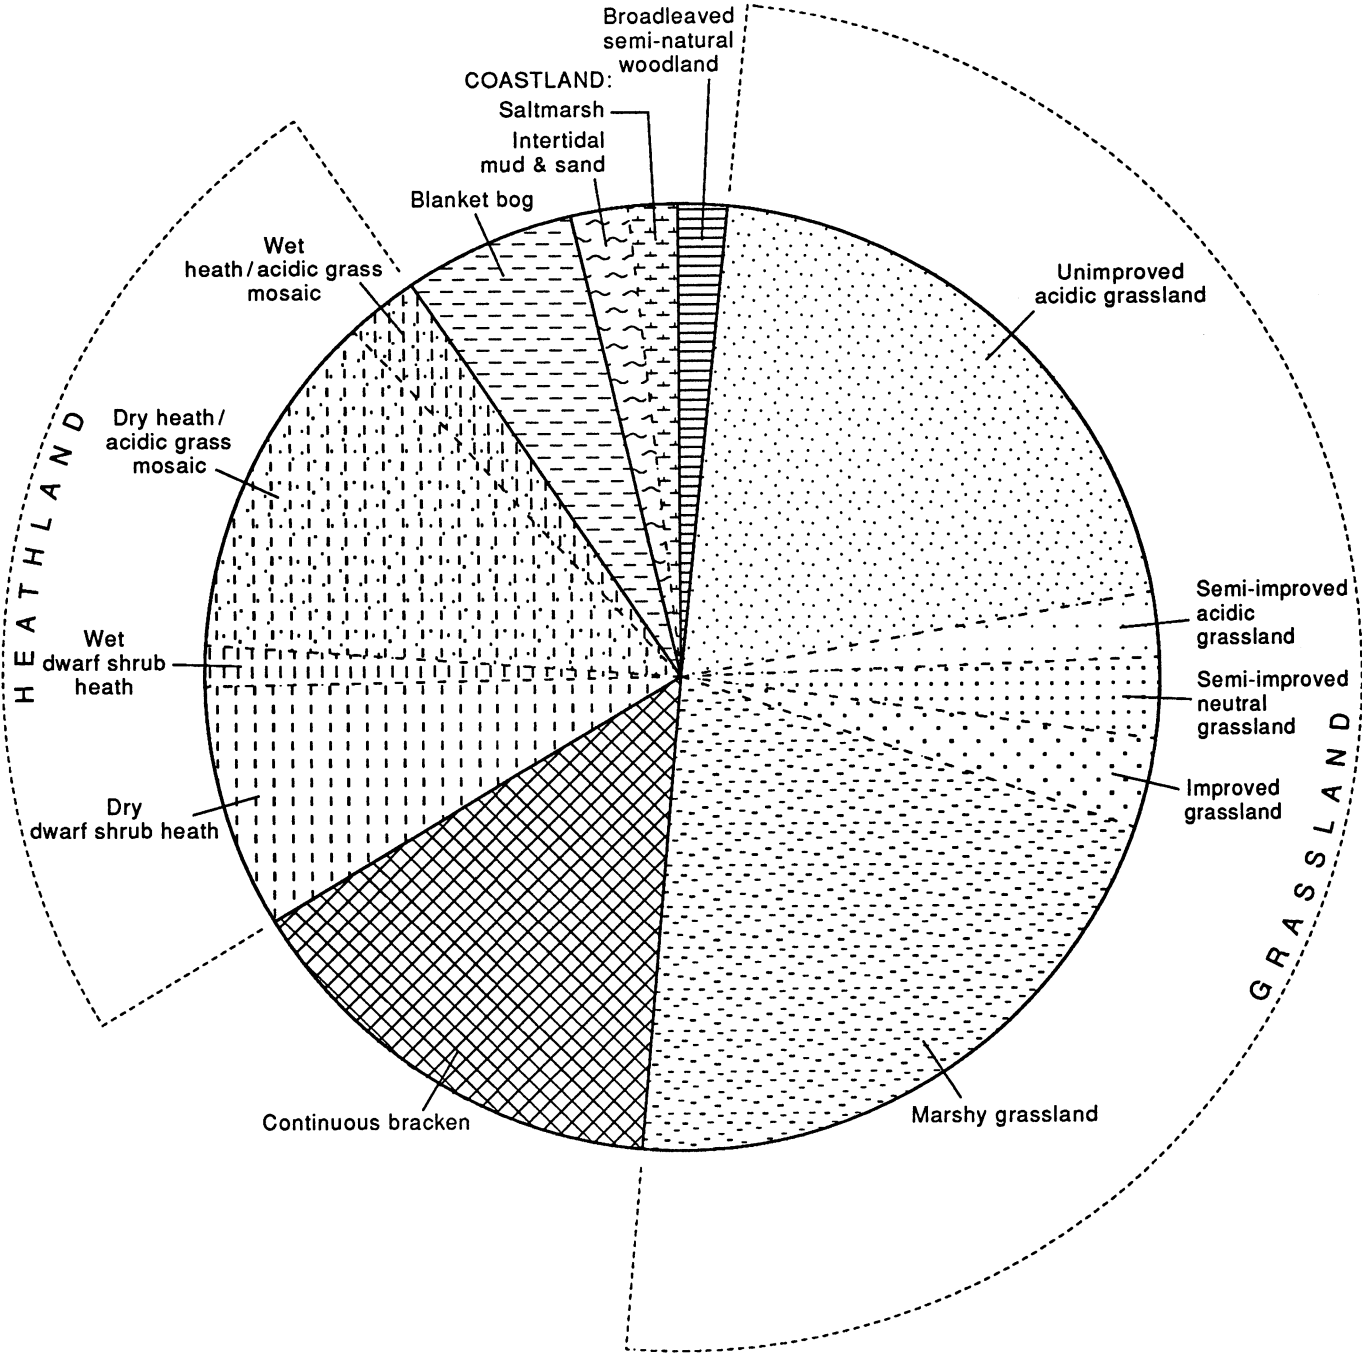 Broadleaved
semi-natural
woodland
COASTLAND:
Saltmarsh
Intertidal
mud & sand
Blanket bog
Wet
heath/acidic grass
mosaic
Dry heath/
acidic grass
mosaic
HEATHLAND
Wet
dwarf shrub
heath
Dry
dwarf shrub heath
Continuous bracken
Unimproved
acidic grassland
Semi-improved
acidic
grassland
Semi-improved
neutral
grassland
Improved
grassland
GRASSLAND
Marshy grassland